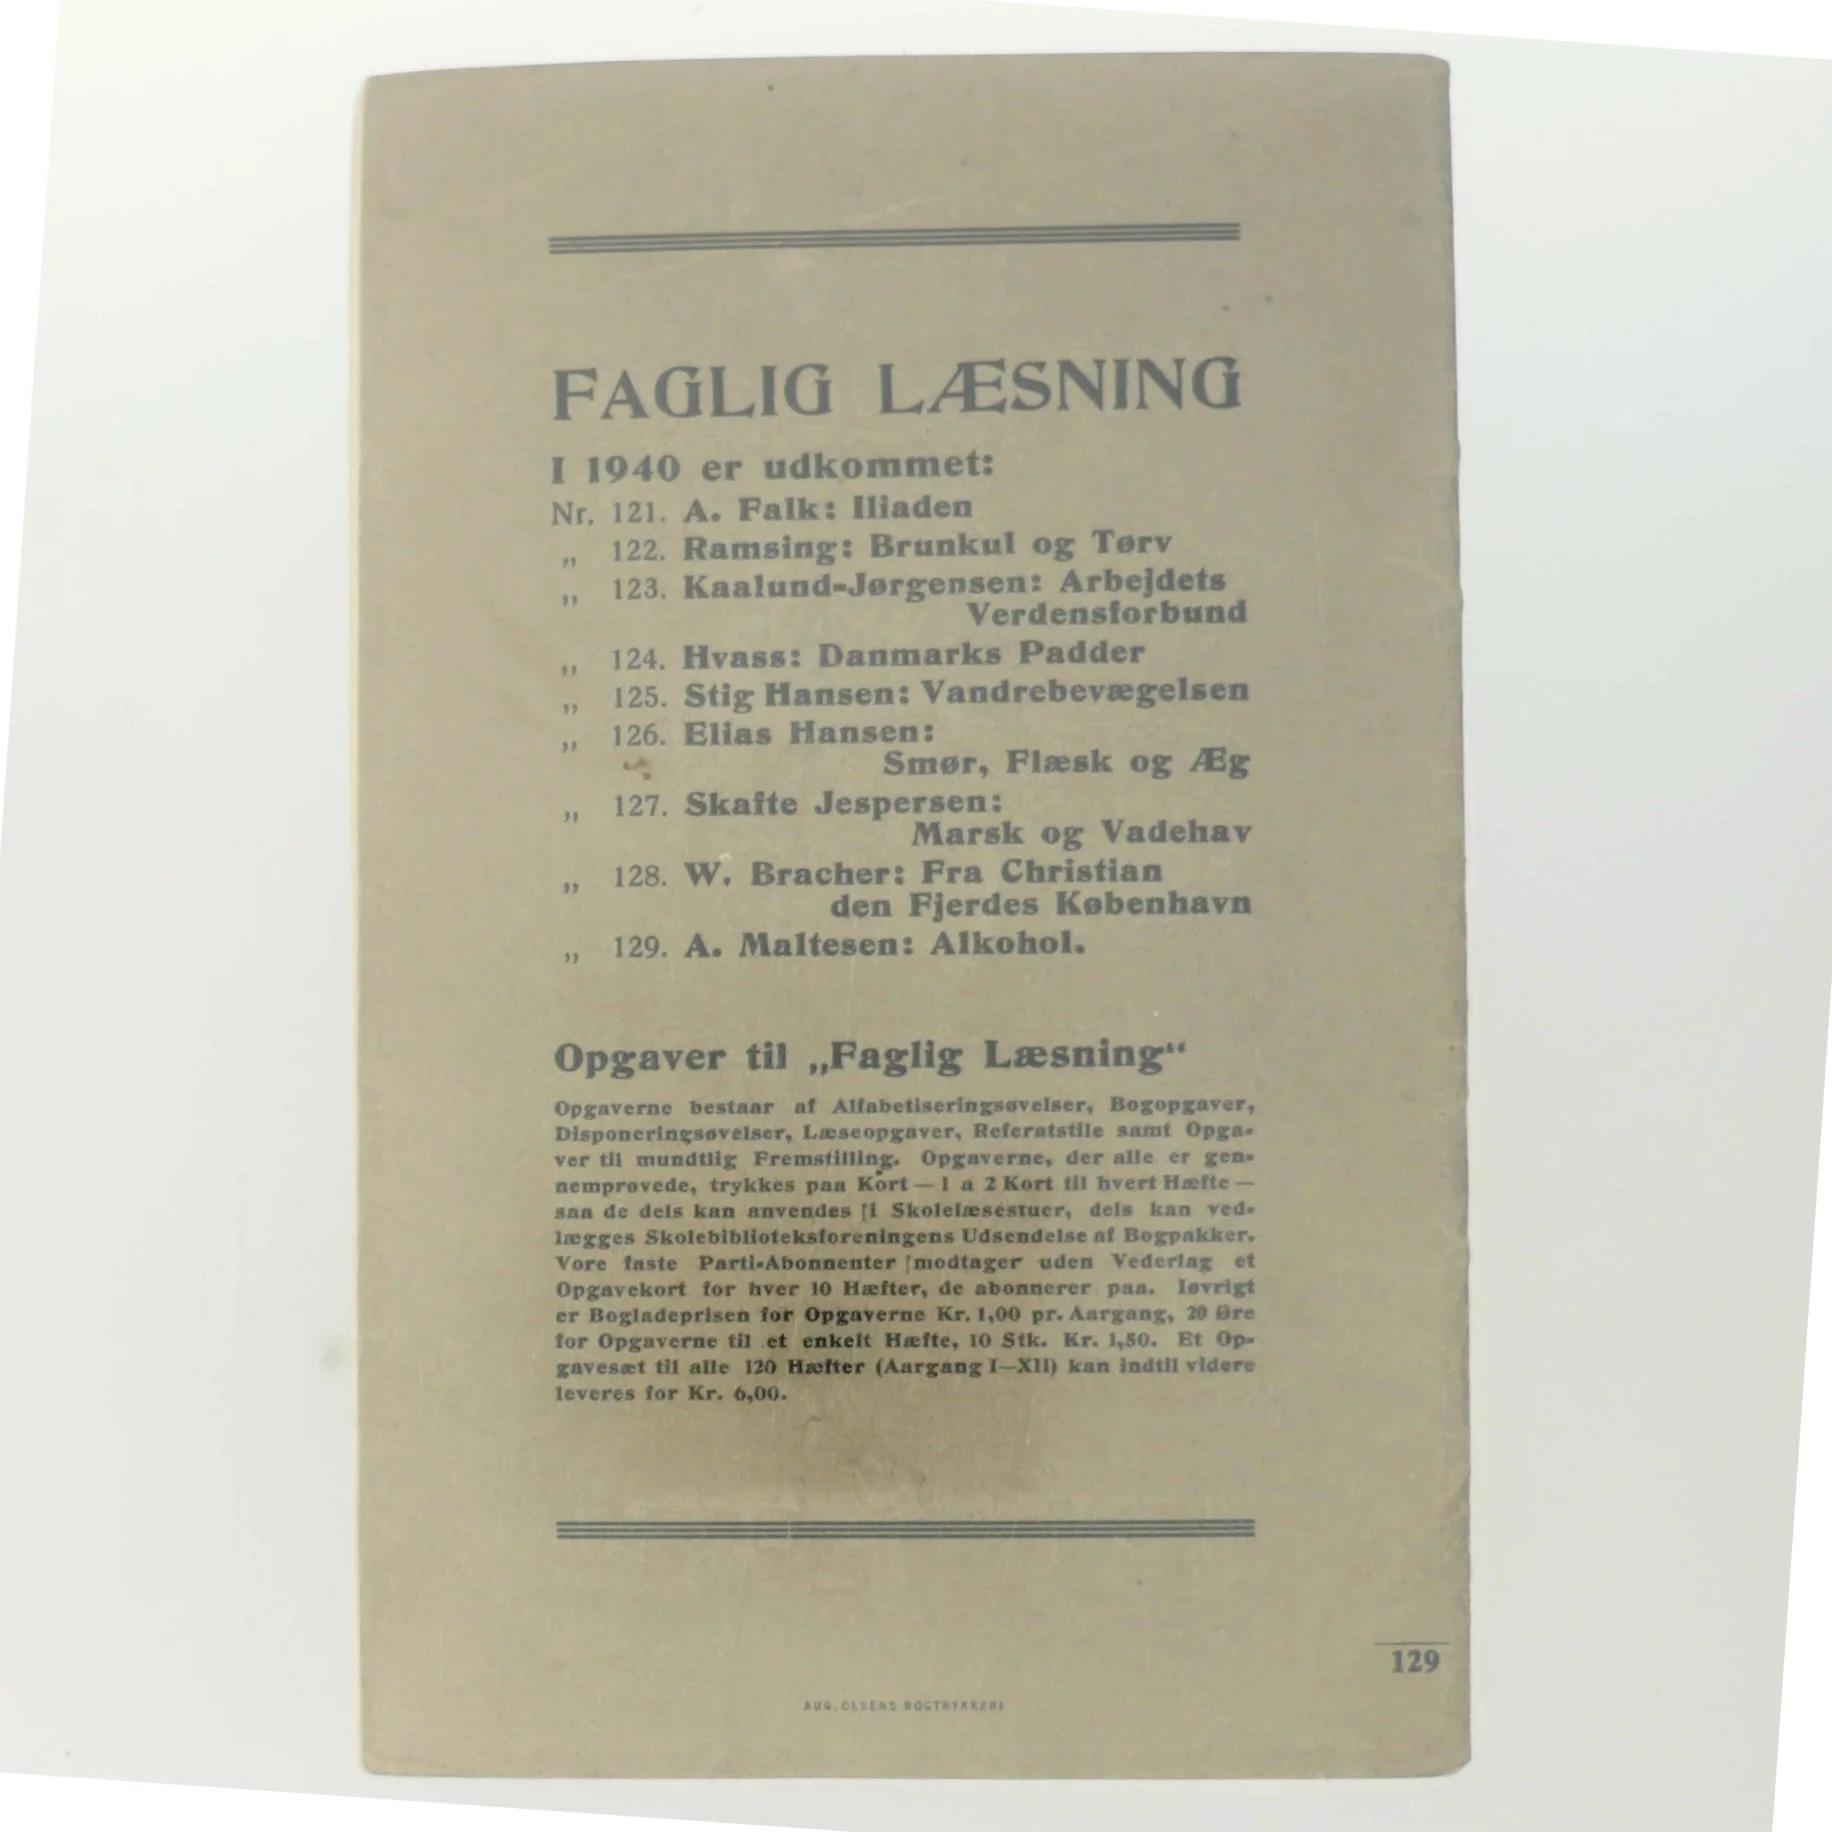 FAGLIG LÆSNING
I 1940 er udkommet:
Nr. 121. A. Falk: Iliaden
„ 122. Ramsing: Brunkul og Tørv
„ 123. Kaalund-Jørgensen: Arbejdets
Verdensforbund
„ 124. Hvass: Danmarks Padder
„ 125. Stig Hansen: Vandrebevægelsen
„ 126. Elias Hansen:
Smør, Flæsk og Æg
„ 127. Skafte Jespersen:
Marsk og Vadehav
„ 128. W. Bracher: Fra Christian
den Fjerdes København
„ 129. A. Maltesen: Alkohol.
Opgaver til „Faglig Læsning“
Opgaverne bestaar af Alfabetiseringsøvelser, Bogopgaver,
Disponeringsøvelser, Læseopgaver, Referatstile samt Opga-
ver til mundtlig Fremstilling. Opgaverne, der alle er gen-
nemprøvede, trykkes paa Kort — 1 a 2 Kort til hvert Hæfte —
saa de dels kan anvendes i Skolelæsestuer, dels kan ved-
lægges Skolebiblioteksforeningens Udsendelse af Bogpakker.
Vore faste Parti-Abonnenter modtager uden Vederlag et
Opgavekort for hver 10 Hæfter, de abonnerer paa. Iøvrigt
er Bogladeprisen for Opgaverne Kr. 1,00 pr. Aargang, 20 Øre
for Opgaverne til et enkelt Hæfte, 10 Stk. Kr. 1,50. Et Op-
gavesæt til alle 120 Hæfter (Aargang I—XII) kan indtil videre
leveres for Kr. 6,00.
129
AUG. OLSENS BOGTRYKKERI